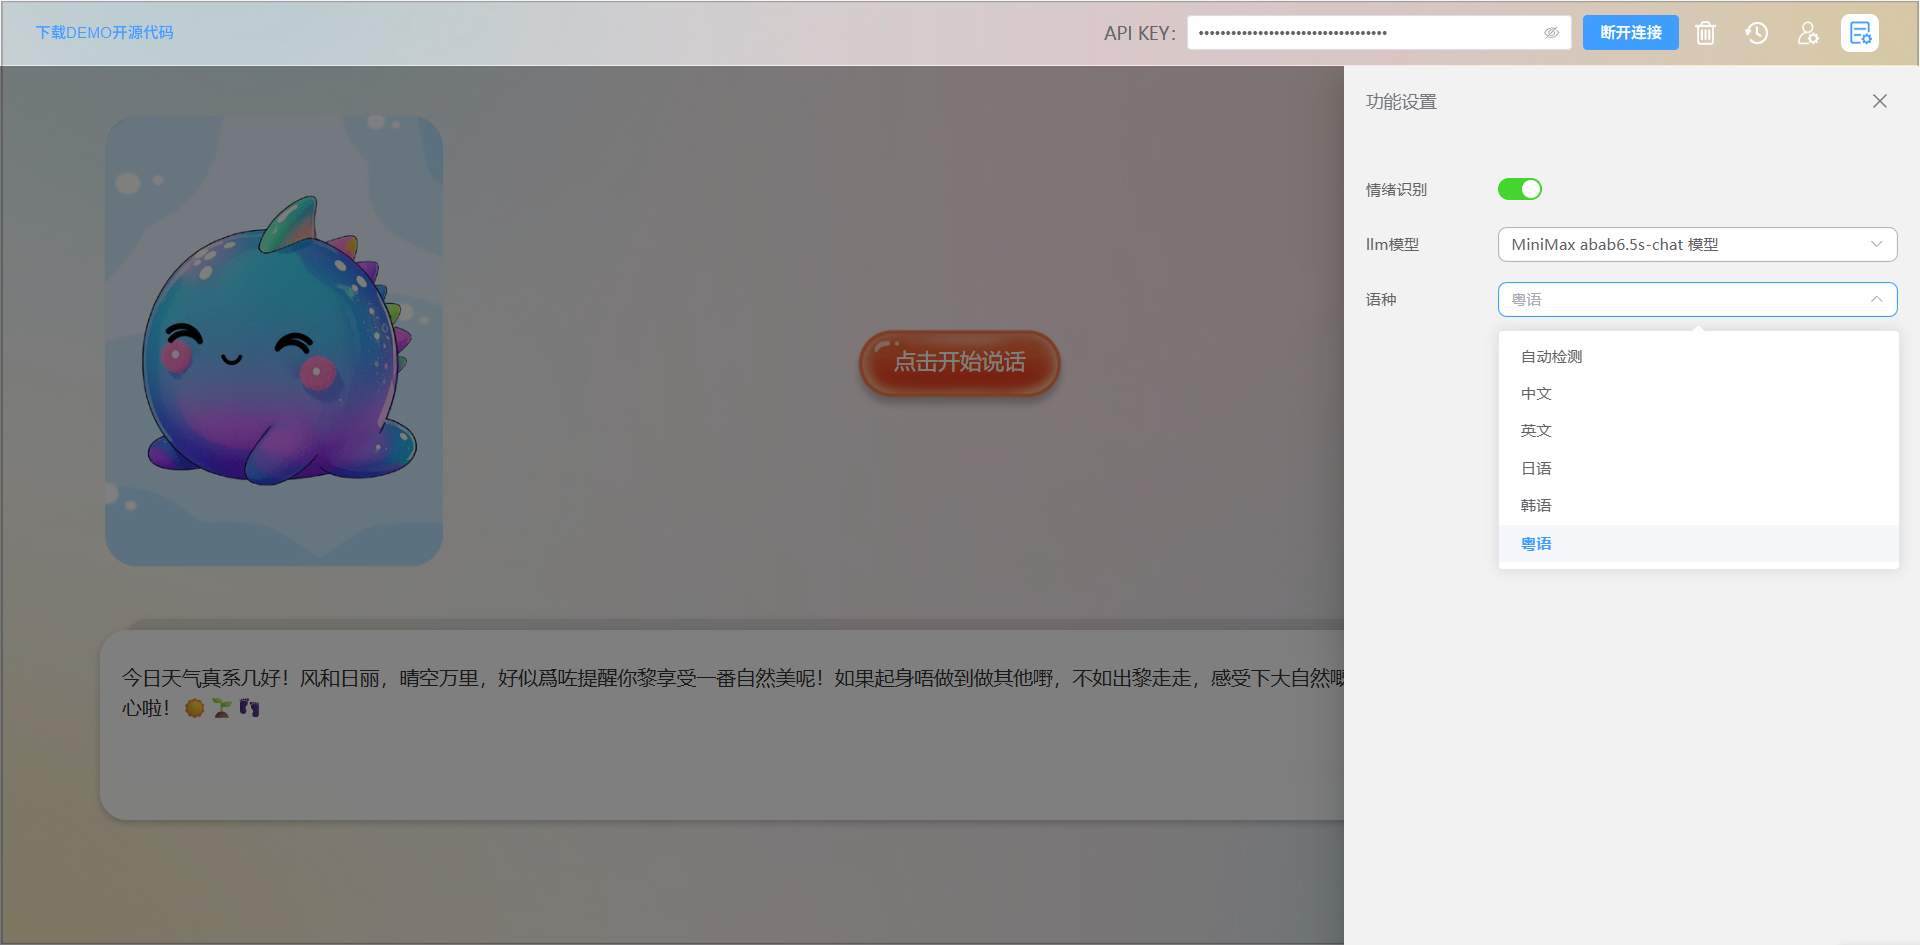 下载DEMO开源代码
API KEY:
断开连接
功能设置
情绪识别
llm模型
MiniMax abab6.5s-chat 模型
语种
粤语
自动检测
中文
英文
日语
韩语
粤语
点击开始说话
今日天气真系几好！风和日丽，晴空万里，好似爲咗提醒你黎享受一番自然美呢！如果起身唔做到做其他嘢，不如出黎走走，感受下大自然嘅
心啦！🌼🌱👣